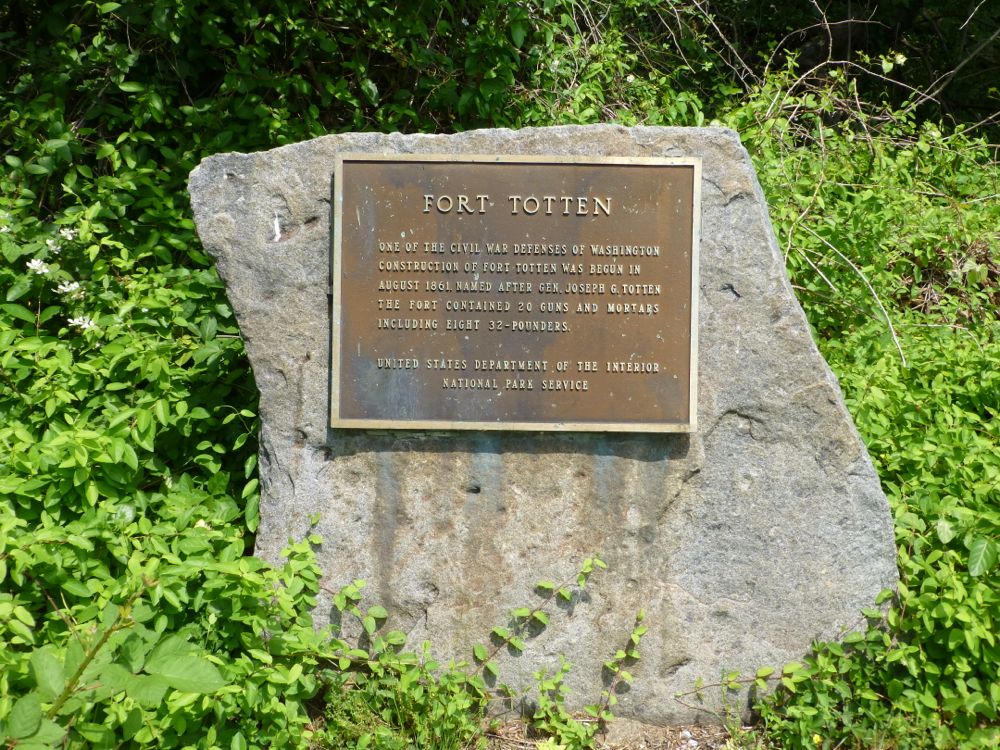 FORT TOTTEN
ONE OF THE CIVIL WAR DEFENSES OF WASHINGTON
CONSTRUCTION OF FORT TOTTEN WAS BEGUN IN
AUGUST 1861. NAMED AFTER GEN. JOSEPH G. TOTTEN
THE FORT CONTAINED 20 GUNS AND MORTARS
INCLUDING EIGHT 32-POUNDERS.
UNITED STATES DEPARTMENT OF THE INTERIOR
NATIONAL PARK SERVICE